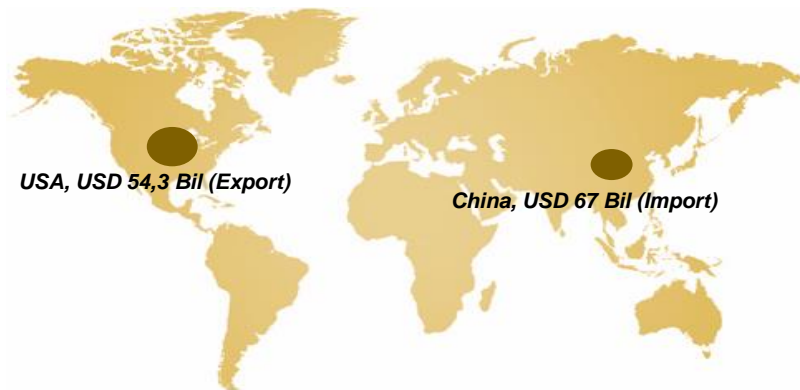 USA, USD 54,3 Bil (Export)
China, USD 67 Bil (Import)